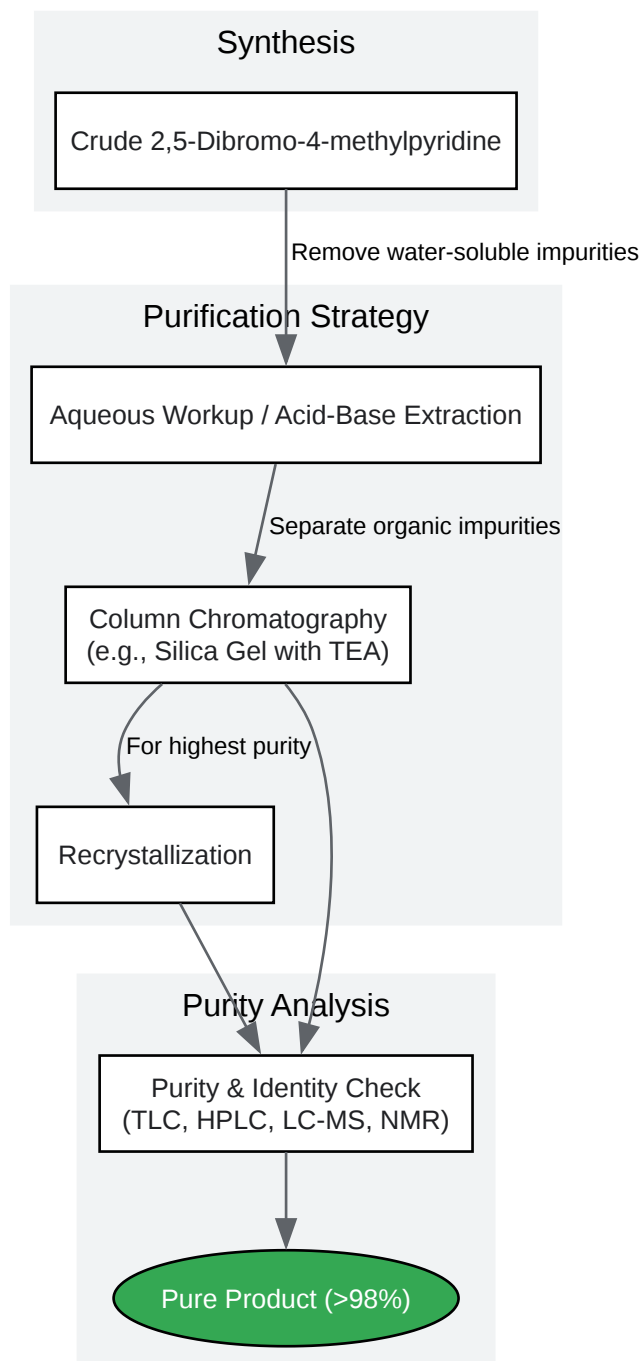 Synthesis
Crude 2,5-Dibromo-4-methylpyridine
Remove water-soluble impurities
Purification Strategy
Aqueous Workup / Acid-Base Extraction
Separate organic impurities
Column Chromatography
(e.g., Silica Gel with TEA)
For highest purity
Recrystallization
Purity Analysis
Purity & Identity Check
(TLC, HPLC, LC-MS, NMR)
Pure Product (>98%)